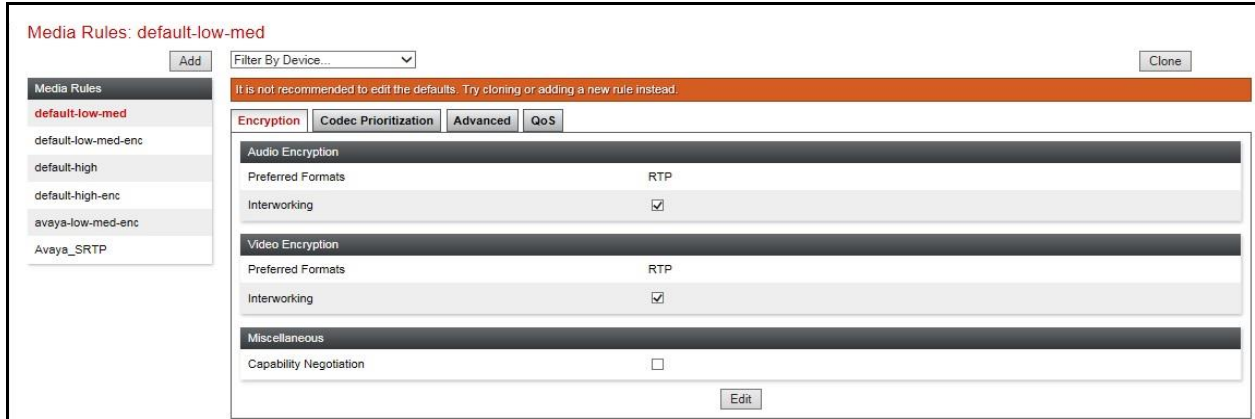 Media Rules: default-low-med
Add
Filter By Device...
Clone
Media Rules
default-low-med
default-low-med-enc
default-high
default-high-enc
avaya-low-med-enc
Avaya_SRTP
It is not recommended to edit the defaults. Try cloning or adding a new rule instead.
Encryption Codec Prioritization Advanced QoS
Audio Encryption
Preferred Formats RTP
Interworking
Video Encryption
Preferred Formats RTP
Interworking
Miscellaneous
Capability Negotiation
Edit